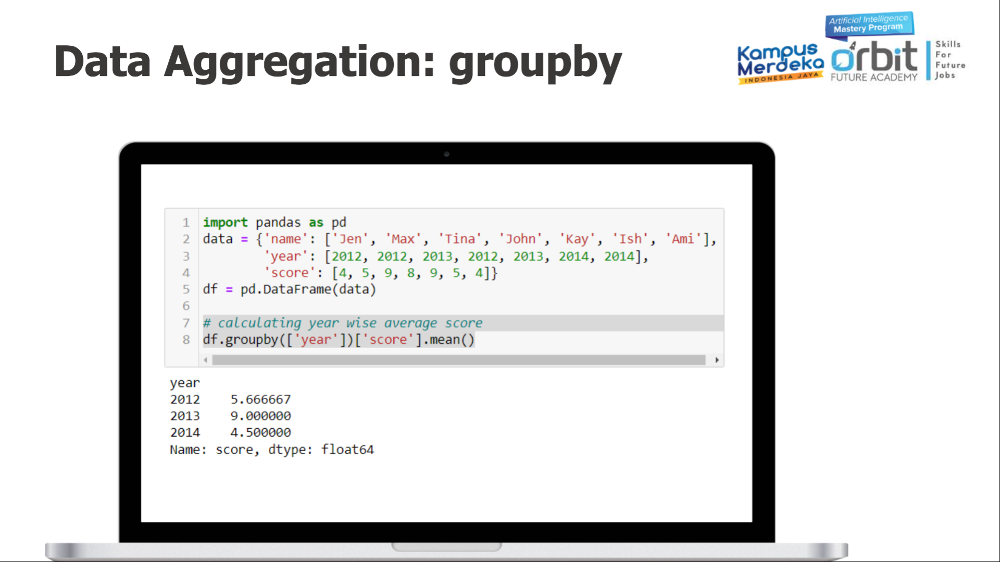 Data Aggregation: groupby
Artificial Intelligence
Mastery Program
Kampus
Merdeka
INDONESIA JAYA
orbit
FUTURE ACADEMY
Skills
For
Future
Jobs
1 import pandas as pd
2 data = {'name': ['Jen', 'Max', 'Tina', 'John', 'Kay', 'Ish', 'Ami'],
3         'year': [2012, 2012, 2013, 2012, 2013, 2014, 2014],
4         'score': [4, 5, 9, 8, 9, 5, 4]}
5 df = pd.DataFrame(data)
6
7 # calculating year wise average score
8 df.groupby(['year'])['score'].mean()
year
2012    5.666667
2013    9.000000
2014    4.500000
Name: score, dtype: float64